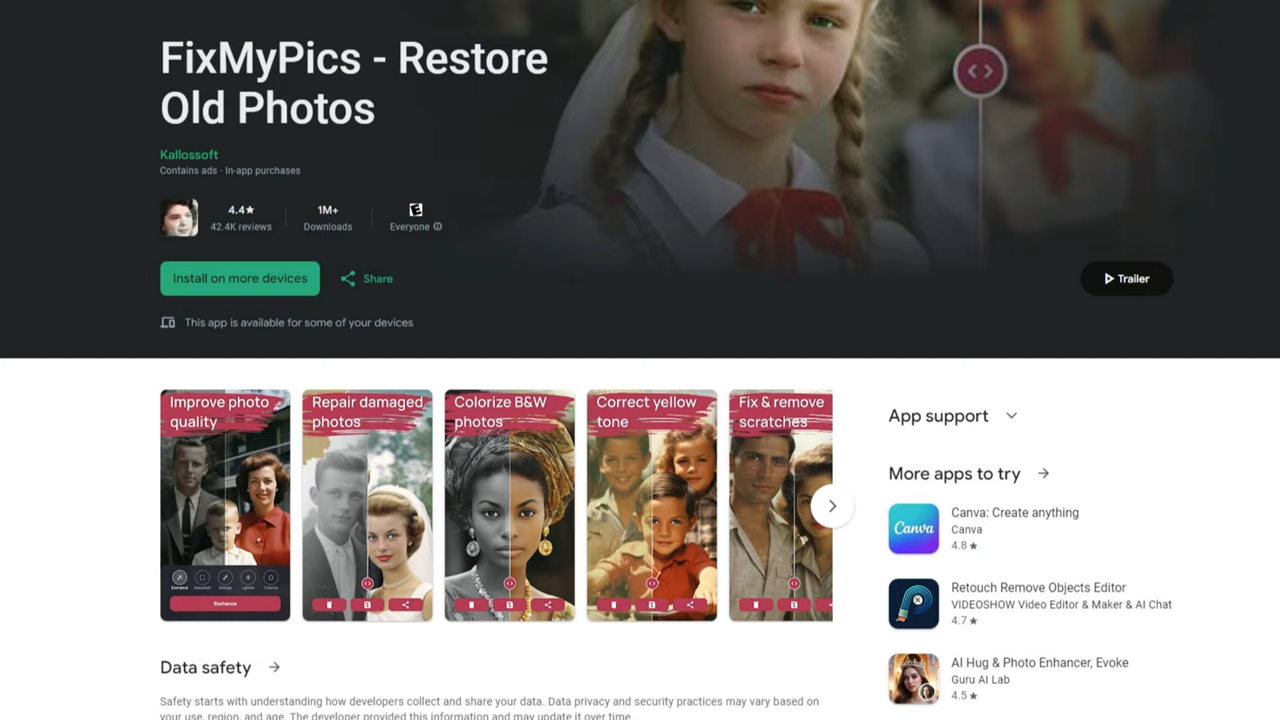 FixMyPics - Restore
Old Photos
Kallossoft
Contains ads · In-app purchases
4.4★
42.4K reviews
1M+
Downloads
E
Everyone
Install on more devices
Share
Trailer
This app is available for some of your devices
Improve photo
quality
Enhance
Repair damaged
photos
Colorize B&W
photos
Correct yellow
tone
Fix & remove
scratches
App support
More apps to try
Canva
Canva: Create anything
Canva
4.8★
Retouch Remove Objects Editor
VIDEOSHOW Video Editor & Maker & AI Chat
4.7★
AI Hug & Photo Enhancer, Evoke
Guru AI Lab
4.5★
Data safety
Safety starts with understanding how developers collect and share your data. Data privacy and security practices may vary based on
your use, region, and age. The developer provided this information and may update it over time.